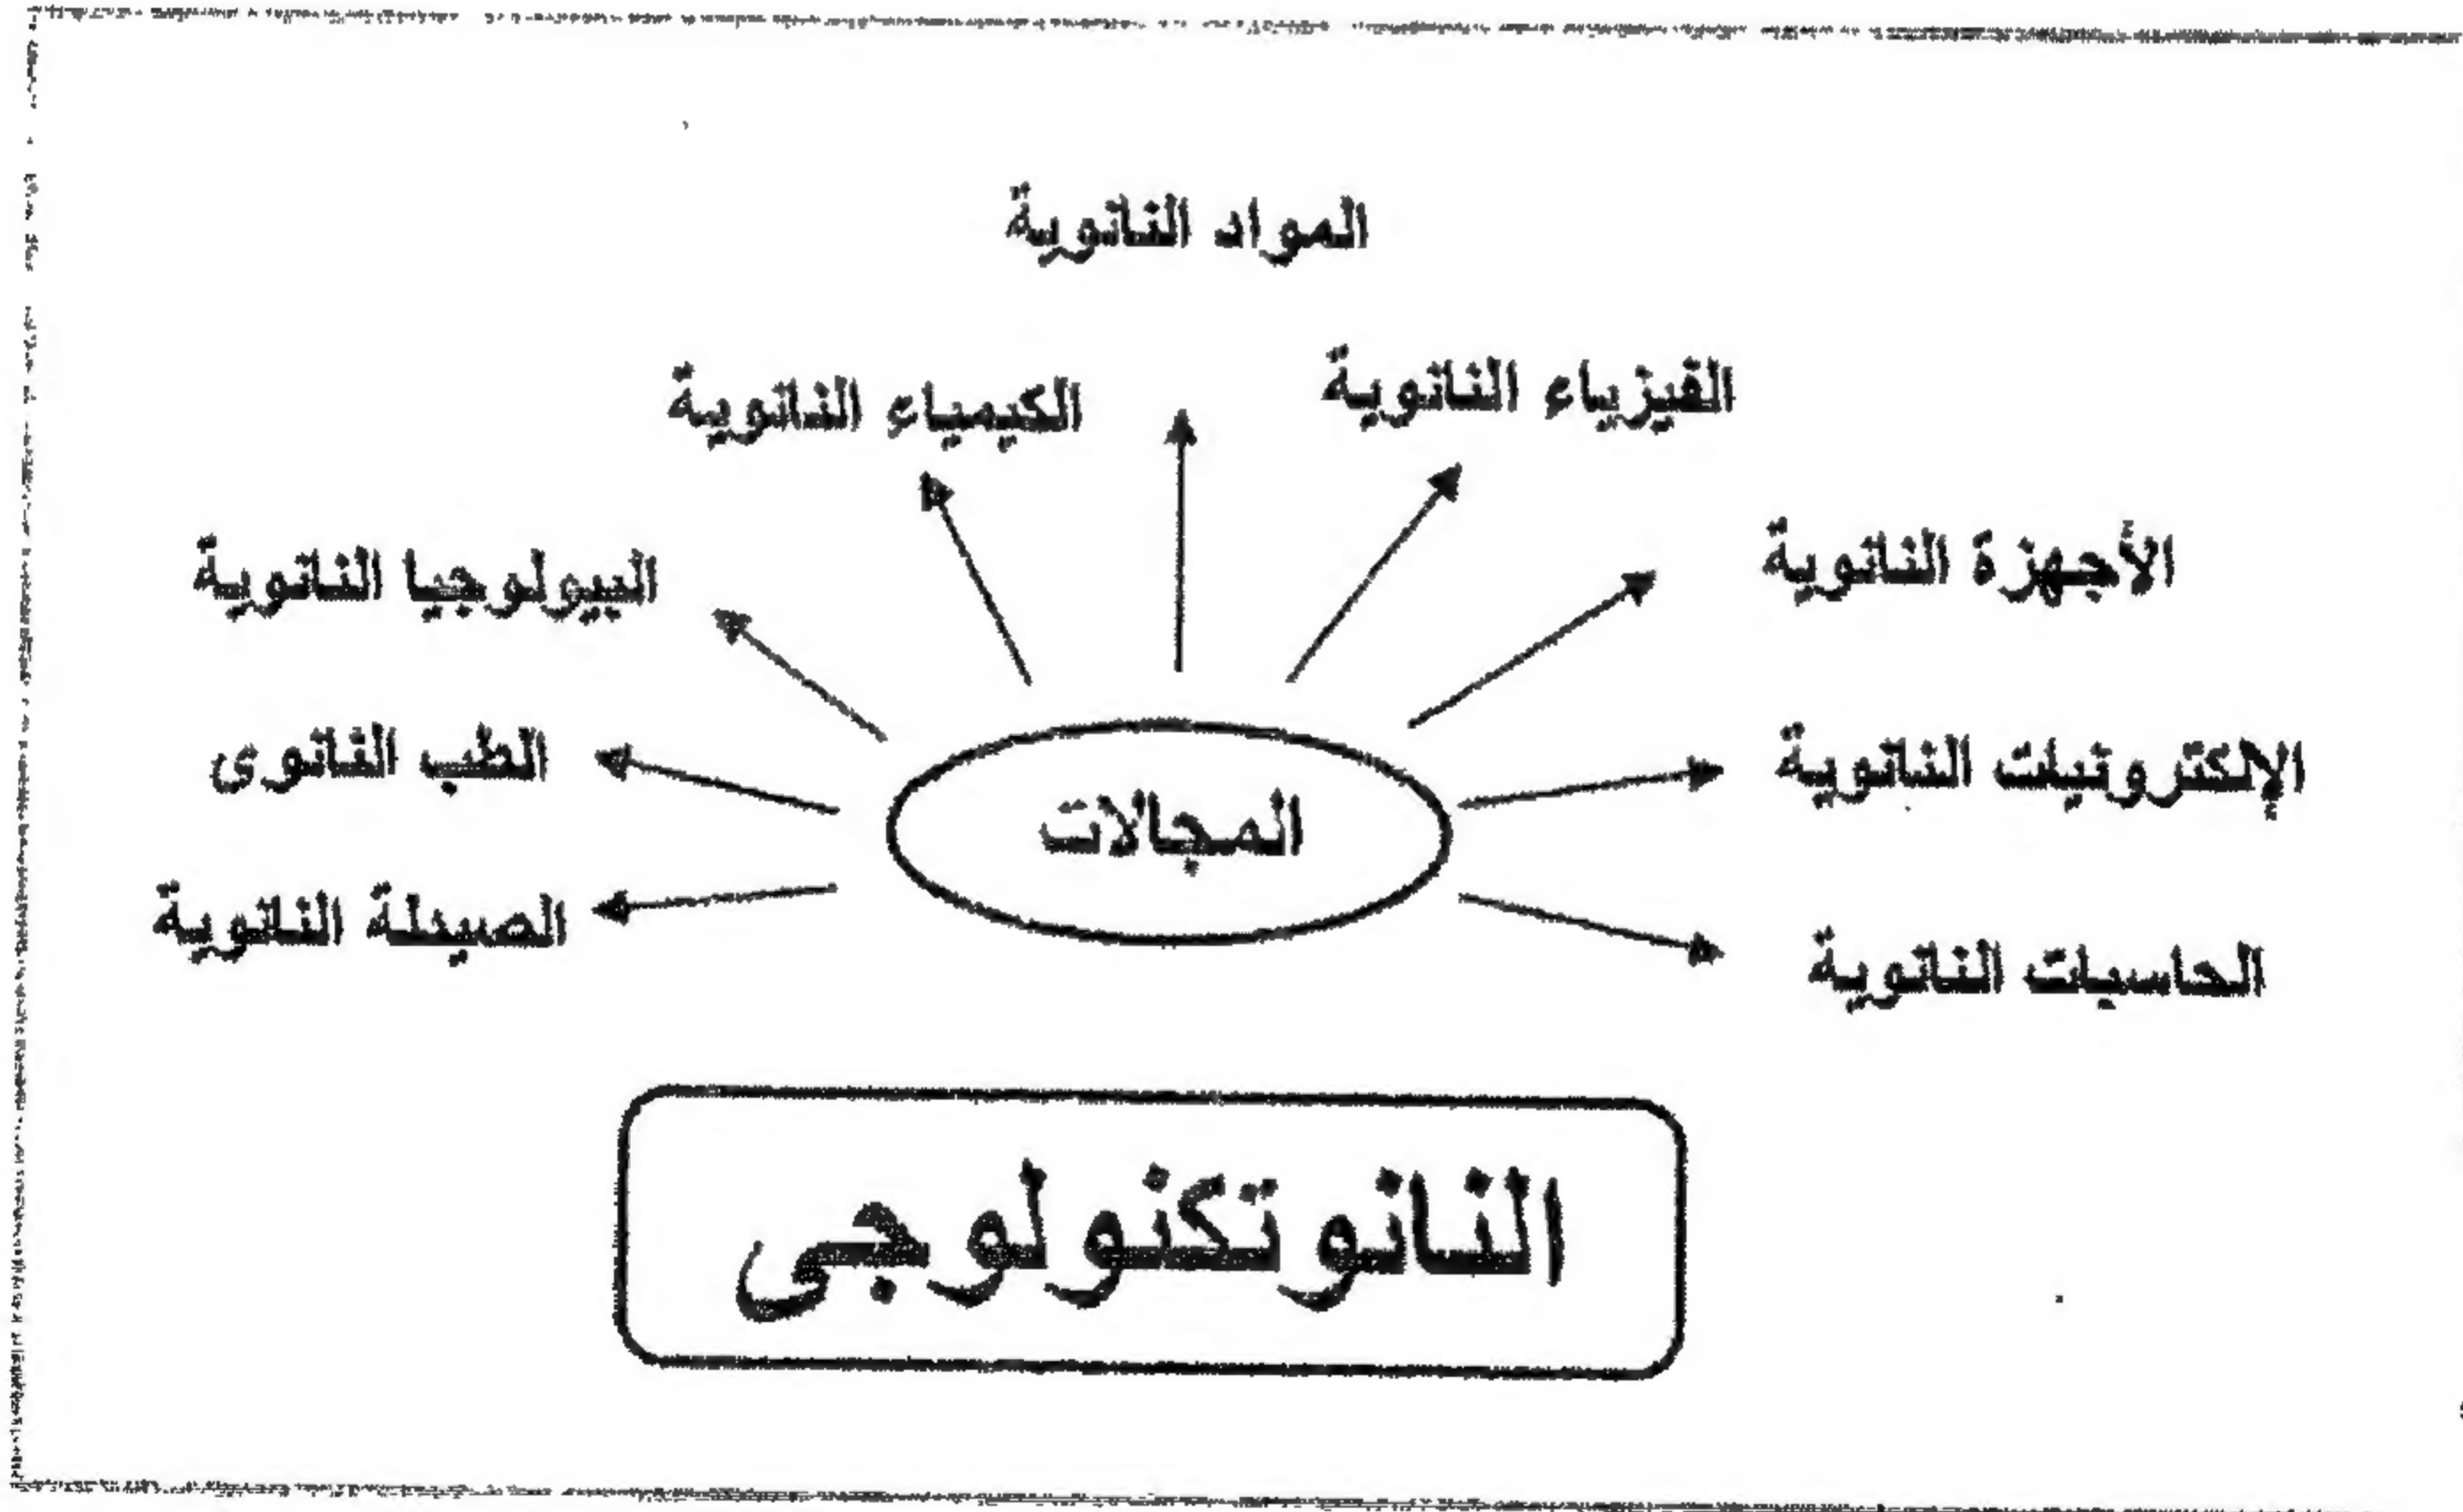 المواد النانوية
الفيزياء النانوية
الكيمياء النانوية
الأجهزة النانوية
البيولوجيا النانوية
الإلكترونيات النانوية
الطب النانوى
المجالات
الحاسبات النانوية
الصيدلة النانوية
النانوتكنولوجى